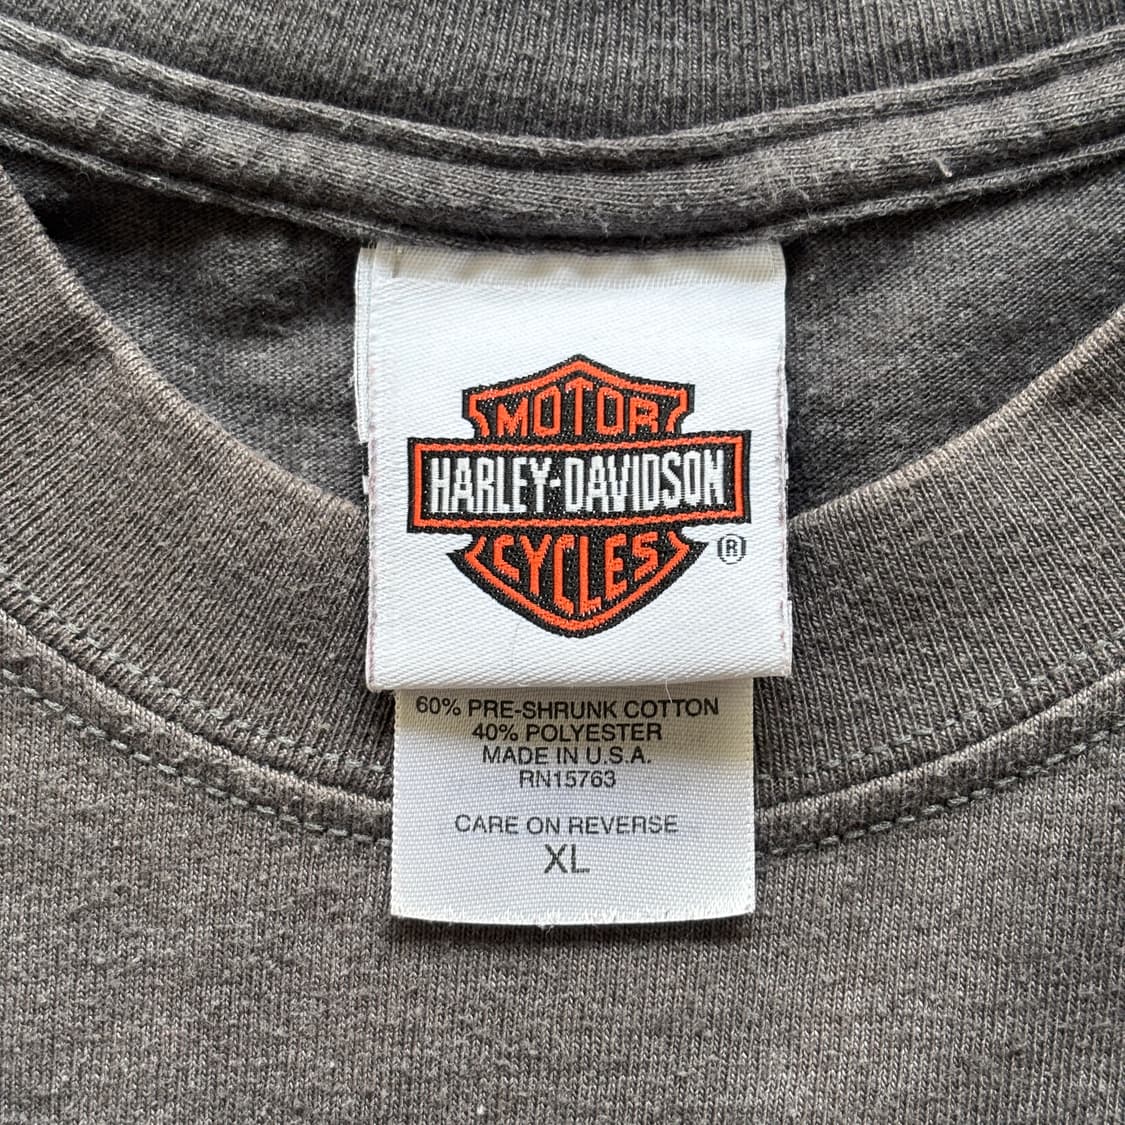 MOTOR
HARLEY-DAVIDSON
CYCLES
®
60% PRE-SHRUNK COTTON
40% POLYESTER
MADE IN U.S.A.
RN15763
CARE ON REVERSE
XL